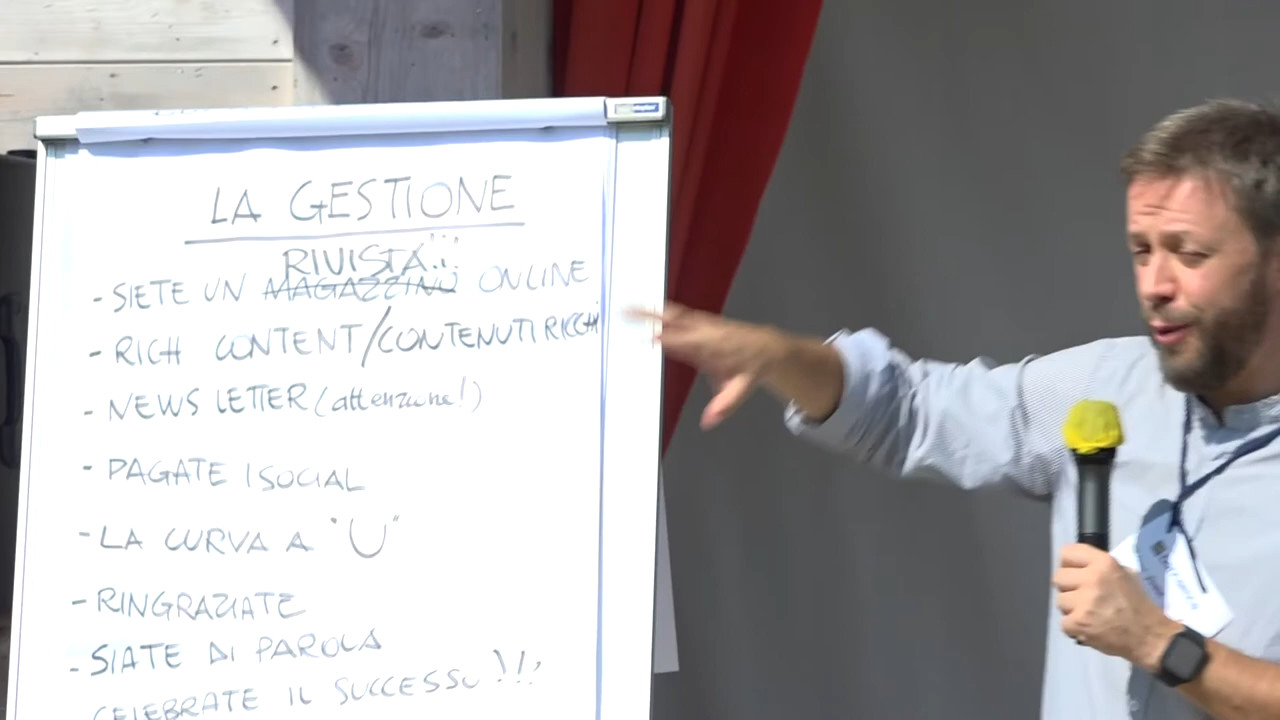 LA GESTIONE
RIVISTA!!!
- SIETE UN MAGAZZINO ONLINE
- RICH CONTENT/CONTENUTI RICCHI
- NEWS LETTER (attenzione!)
- PAGATE I SOCIAL
- LA CURVA A "U"
- RINGRAZIATE
- SIATE DI PAROLA
CELEBRATE IL SUCCESSO!!!